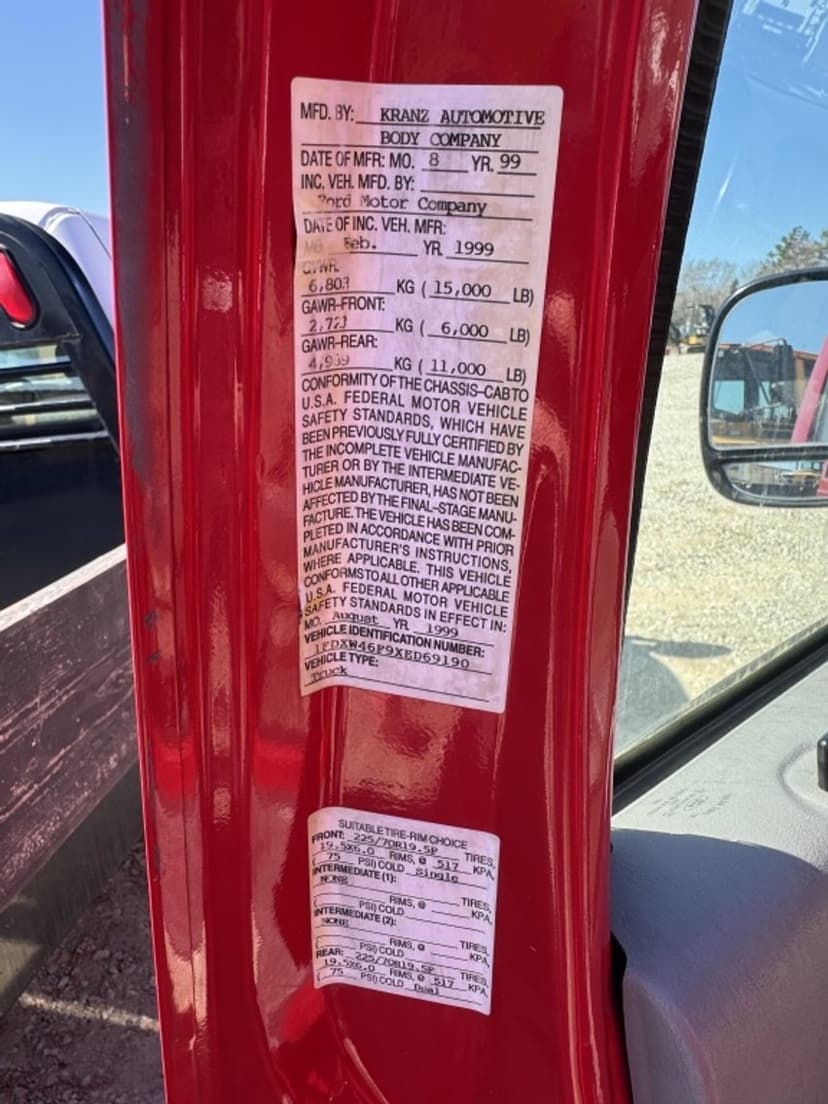 MFD. BY: KRANZ AUTOMOTIVE
BODY COMPANY
DATE OF MFR: MO. 8 YR. 99
INC. VEH. MFD. BY:
Ford Motor Company
DATE OF INC. VEH. MFR:
MO. Feb. YR 1999
GVWR
6,803 KG ( 15,000 LB)
GAWR-FRONT:
KG ( 6,000 LB)
GAWR-REAR:
KG ( 11,000 LB)
CONFORMITY OF THE CHASSIS-CAB TO
U.S.A. FEDERAL MOTOR VEHICLE
SAFETY STANDARDS, WHICH HAVE
BEEN PREVIOUSLY FULLY CERTIFIED BY
THE INCOMPLETE VEHICLE MANUFAC-
TURER OR BY THE INTERMEDIATE VE-
HICLE MANUFACTURER, HAS NOT BEEN
AFFECTED BY THE FINAL-STAGE MANU-
FACTURE. THE VEHICLE HAS BEEN COM-
PLETED IN ACCORDANCE WITH PRIOR
MANUFACTURER'S INSTRUCTIONS,
WHERE APPLICABLE. THIS VEHICLE
CONFORMS TO ALL OTHER APPLICABLE
U.S.A. FEDERAL MOTOR VEHICLE
SAFETY STANDARDS IN EFFECT IN:
MO. August YR 1999
VEHICLE IDENTIFICATION NUMBER:
1FDXW46F9XED69190
VEHICLE TYPE:
Truck
SUITABLE TIRE-RIM CHOICE
FRONT: 225/70R19.5F TIRES,
19.5X6.0 RIMS, @ 517 KPA,
( 75 PSI) COLD Single
INTERMEDIATE (1):
NONE TIRES,
RIMS, @ KPA,
( PSI) COLD
INTERMEDIATE (2):
NONE TIRES,
RIMS, @ KPA,
( PSI) COLD
REAR: 225/70R19.5F TIRES,
19.5X6.0 RIMS, @ 517 KPA,
( 75 PSI) COLD Dual